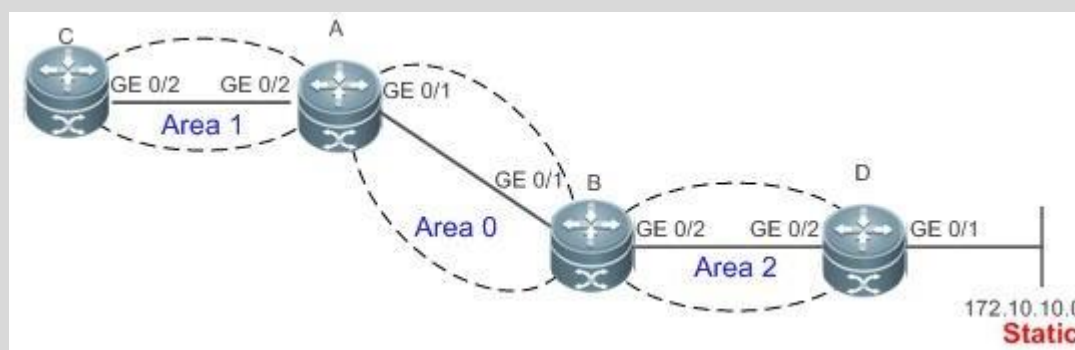 C
A
GE 0/2
GE 0/2
GE 0/1
Area 1
GE 0/1
B
D
Area 0
GE 0/2
GE 0/2
GE 0/1
Area 2
172.10.10.0
Static